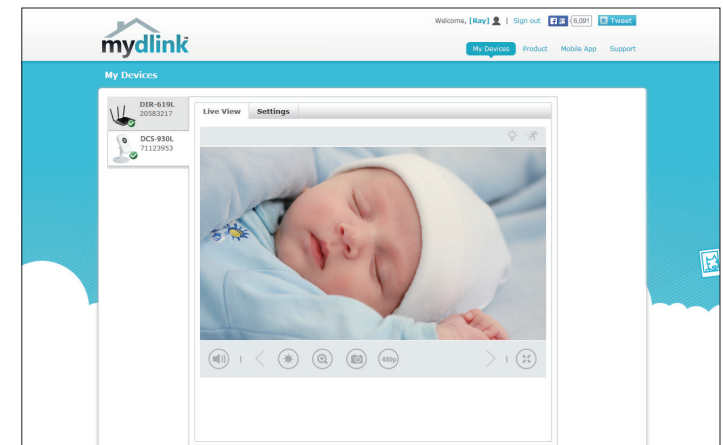 Welcome, [Ray] | Sign out 6,091 Tweet
mydlink
My Devices Product Mobile App Support
My Devices
DIR-619L
20583217
Live View Settings
DCS-930L
71123953
480p